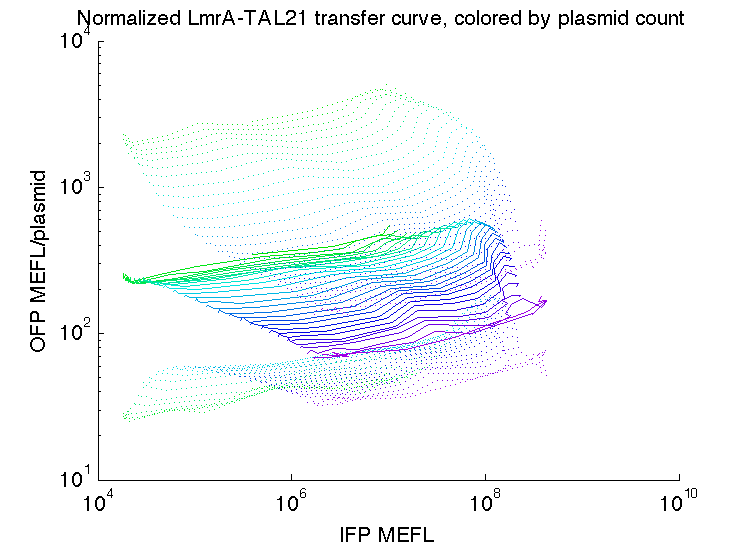 Normalized LmrA-TAL21 transfer curve, colored by plasmid count
10^4
10^3
10^2
10^1
OFP MEFL/plasmid
10^4 10^6 10^8 10^10
IFP MEFL